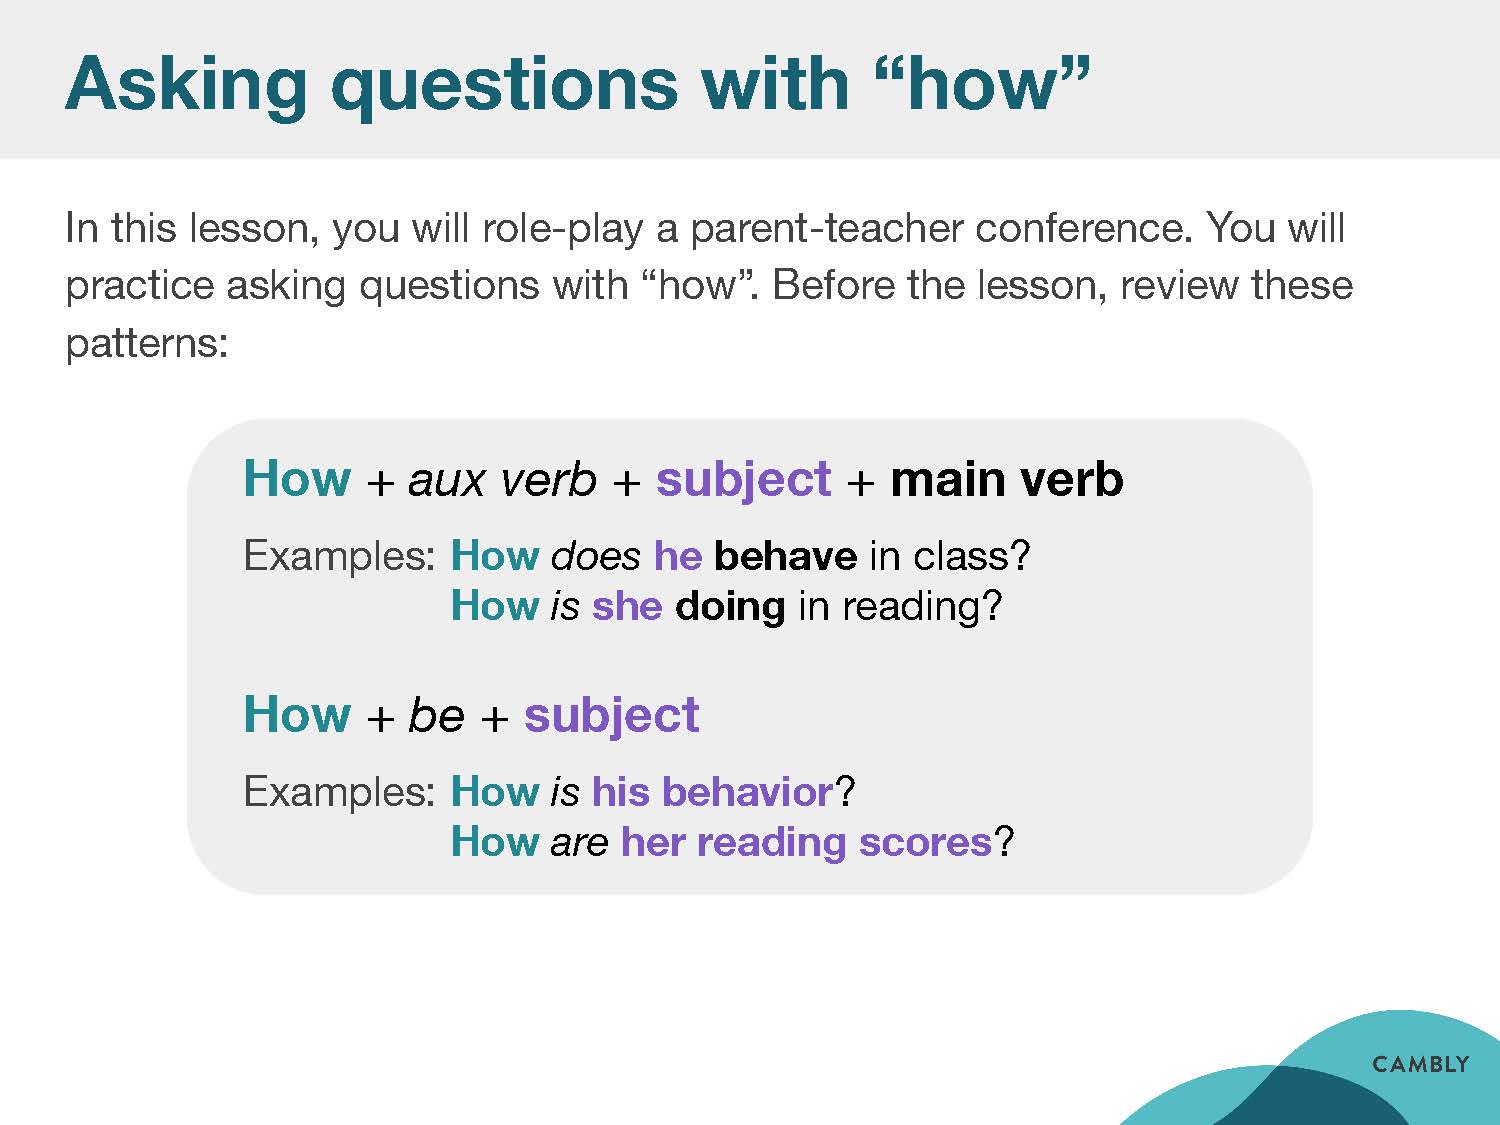 Asking questions with “how”
In this lesson, you will role-play a parent-teacher conference. You will
practice asking questions with “how”. Before the lesson, review these
patterns:
How + aux verb + subject + main verb
Examples: How does he behave in class?
How is she doing in reading?
How + be + subject
Examples: How is his behavior?
How are her reading scores?
CAMBLY